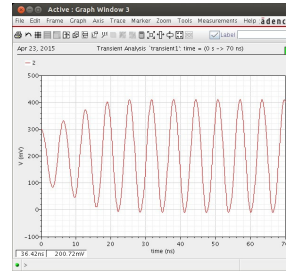 Active : Graph Window 3
File Edit Frame Graph Axis Trace Marker Zoom Tools Measurements Help cādence
Label
Apr 23, 2015 Transient Analysis `transient1': time = (0 s -> 70 ns)
2
500
400
300
200
100
0
-100
V (mV)
0 10 20 30 40 50 60 70
time (ns)
36.42ns 200.72mV
>